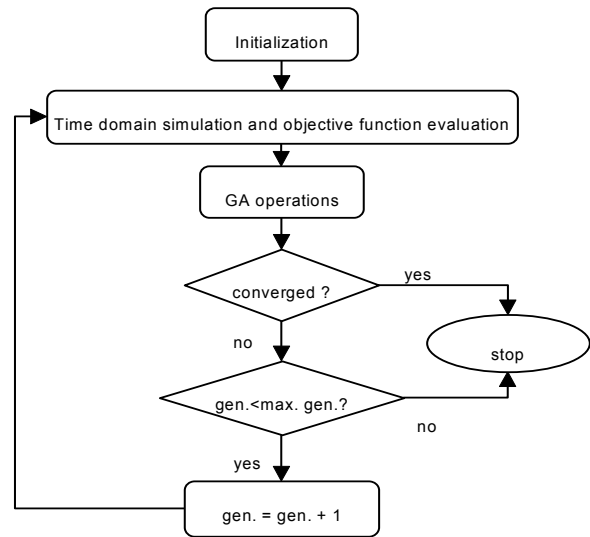 Initialization
Time domain simulation and objective function evaluation
GA operations
yes
converged ?
no
stop
gen.<max. gen.?
no
yes
gen. = gen. + 1